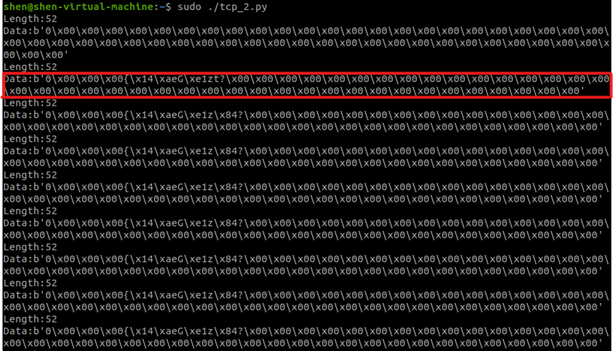 shen@shen-virtual-machine:~$ sudo ./tcp_2.py
Length:52
Data:b'0\x00\x00\x00\x00\x00\x00\x00\x00\x00\x00\x00\x00\x00\x00\x00\x00\x00\x00\x00\x00\x00\x00\x00\
x00\x00\x00\x00\x00\x00\x00\x00\x00\x00\x00\x00\x00\x00\x00\x00\x00\x00\x00\x00\x00\x00\x00\x00\x00\x
00\x00\x00'
Length:52
Data:b'0\x00\x00\x00{\x14\xaeG\xe1zt?\x00\x00\x00\x00\x00\x00\x00\x00\x00\x00\x00\x00\x00\x00\x00\x00
\x00\x00\x00\x00\x00\x00\x00\x00\x00\x00\x00\x00\x00\x00\x00\x00\x00\x00\x00\x00\x00\x00\x00\x00'
Length:52
Data:b'0\x00\x00\x00{\x14\xaeG\xe1z\x84?\x00\x00\x00\x00\x00\x00\x00\x00\x00\x00\x00\x00\x00\x00\x00\
x00\x00\x00\x00\x00\x00\x00\x00\x00\x00\x00\x00\x00\x00\x00\x00\x00\x00\x00\x00\x00\x00\x00\x00\x00'
Length:52
Data:b'0\x00\x00\x00{\x14\xaeG\xe1z\x84?\x00\x00\x00\x00\x00\x00\x00\x00\x00\x00\x00\x00\x00\x00\x00\
x00\x00\x00\x00\x00\x00\x00\x00\x00\x00\x00\x00\x00\x00\x00\x00\x00\x00\x00\x00\x00\x00\x00\x00\x00'
Length:52
Data:b'0\x00\x00\x00{\x14\xaeG\xe1z\x84?\x00\x00\x00\x00\x00\x00\x00\x00\x00\x00\x00\x00\x00\x00\x00\
x00\x00\x00\x00\x00\x00\x00\x00\x00\x00\x00\x00\x00\x00\x00\x00\x00\x00\x00\x00\x00\x00\x00\x00\x00'
Length:52
Data:b'0\x00\x00\x00{\x14\xaeG\xe1z\x84?\x00\x00\x00\x00\x00\x00\x00\x00\x00\x00\x00\x00\x00\x00\x00\
x00\x00\x00\x00\x00\x00\x00\x00\x00\x00\x00\x00\x00\x00\x00\x00\x00\x00\x00\x00\x00\x00\x00\x00\x00'
Length:52
Data:b'0\x00\x00\x00{\x14\xaeG\xe1z\x84?\x00\x00\x00\x00\x00\x00\x00\x00\x00\x00\x00\x00\x00\x00\x00\
x00\x00\x00\x00\x00\x00\x00\x00\x00\x00\x00\x00\x00\x00\x00\x00\x00\x00\x00\x00\x00\x00\x00\x00\x00'
Length:52
Data:b'0\x00\x00\x00{\x14\xaeG\xe1z\x84?\x00\x00\x00\x00\x00\x00\x00\x00\x00\x00\x00\x00\x00\x00\x00\
x00\x00\x00\x00\x00\x00\x00\x00\x00\x00\x00\x00\x00\x00\x00\x00\x00\x00\x00\x00\x00\x00\x00\x00\x00'
Length:52
Data:b'0\x00\x00\x00{\x14\xaeG\xe1z\x84?\x00\x00\x00\x00\x00\x00\x00\x00\x00\x00\x00\x00\x00\x00\x00\
x00\x00\x00\x00\x00\x00\x00\x00\x00\x00\x00\x00\x00\x00\x00\x00\x00\x00\x00\x00\x00\x00\x00\x00\x00'